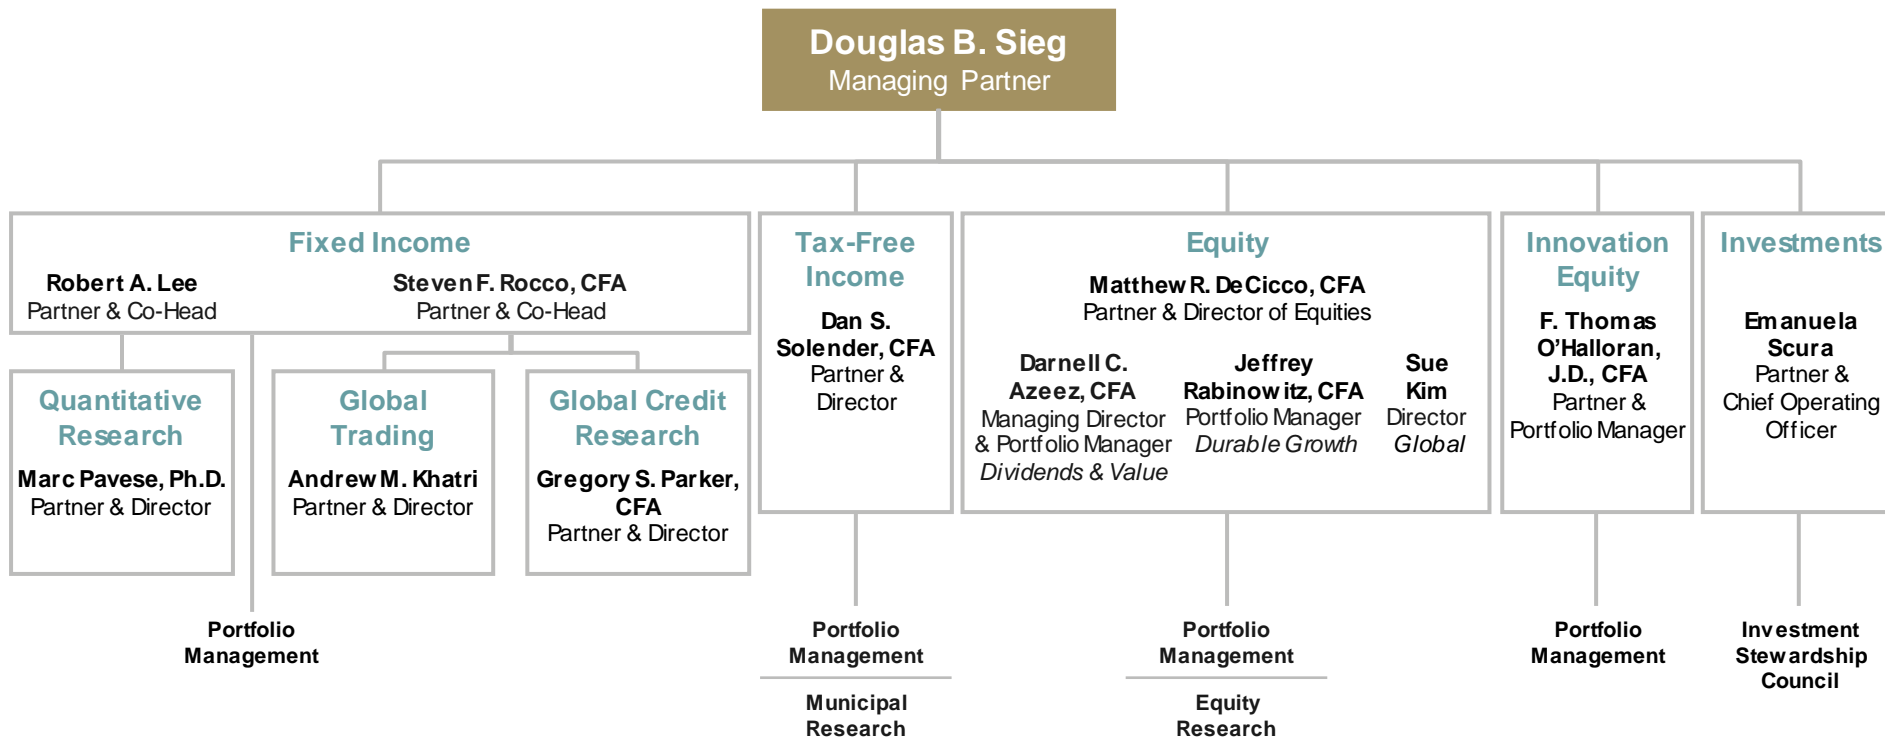 Douglas B. Sieg
Managing Partner
Fixed Income
Robert A. Lee
Partner & Co-Head
Steven F. Rocco, CFA
Partner & Co-Head
Quantitative
Research
Marc Pavese, Ph.D.
Partner & Director
Global
Trading
Andrew M. Khatri
Partner & Director
Global Credit
Research
Gregory S. Parker,
CFA
Partner & Director
Portfolio
Management
Tax-Free
Income
Dan S.
Solender, CFA
Partner &
Director
Portfolio
Management
Municipal
Research
Equity
Matthew R. DeCicco, CFA
Partner & Director of Equities
Darnell C.
Azeez, CFA
Managing Director
& Portfolio Manager
Dividends & Value
Jeffrey
Rabinowitz, CFA
Portfolio Manager
Durable Growth
Sue
Kim
Director
Global
Portfolio
Management
Equity
Research
Innovation
Equity
F. Thomas
O’Halloran,
J.D., CFA
Partner &
Portfolio Manager
Portfolio
Management
Investments
Emanuela
Scura
Partner &
Chief Operating
Officer
Investment
Stewardship
Council